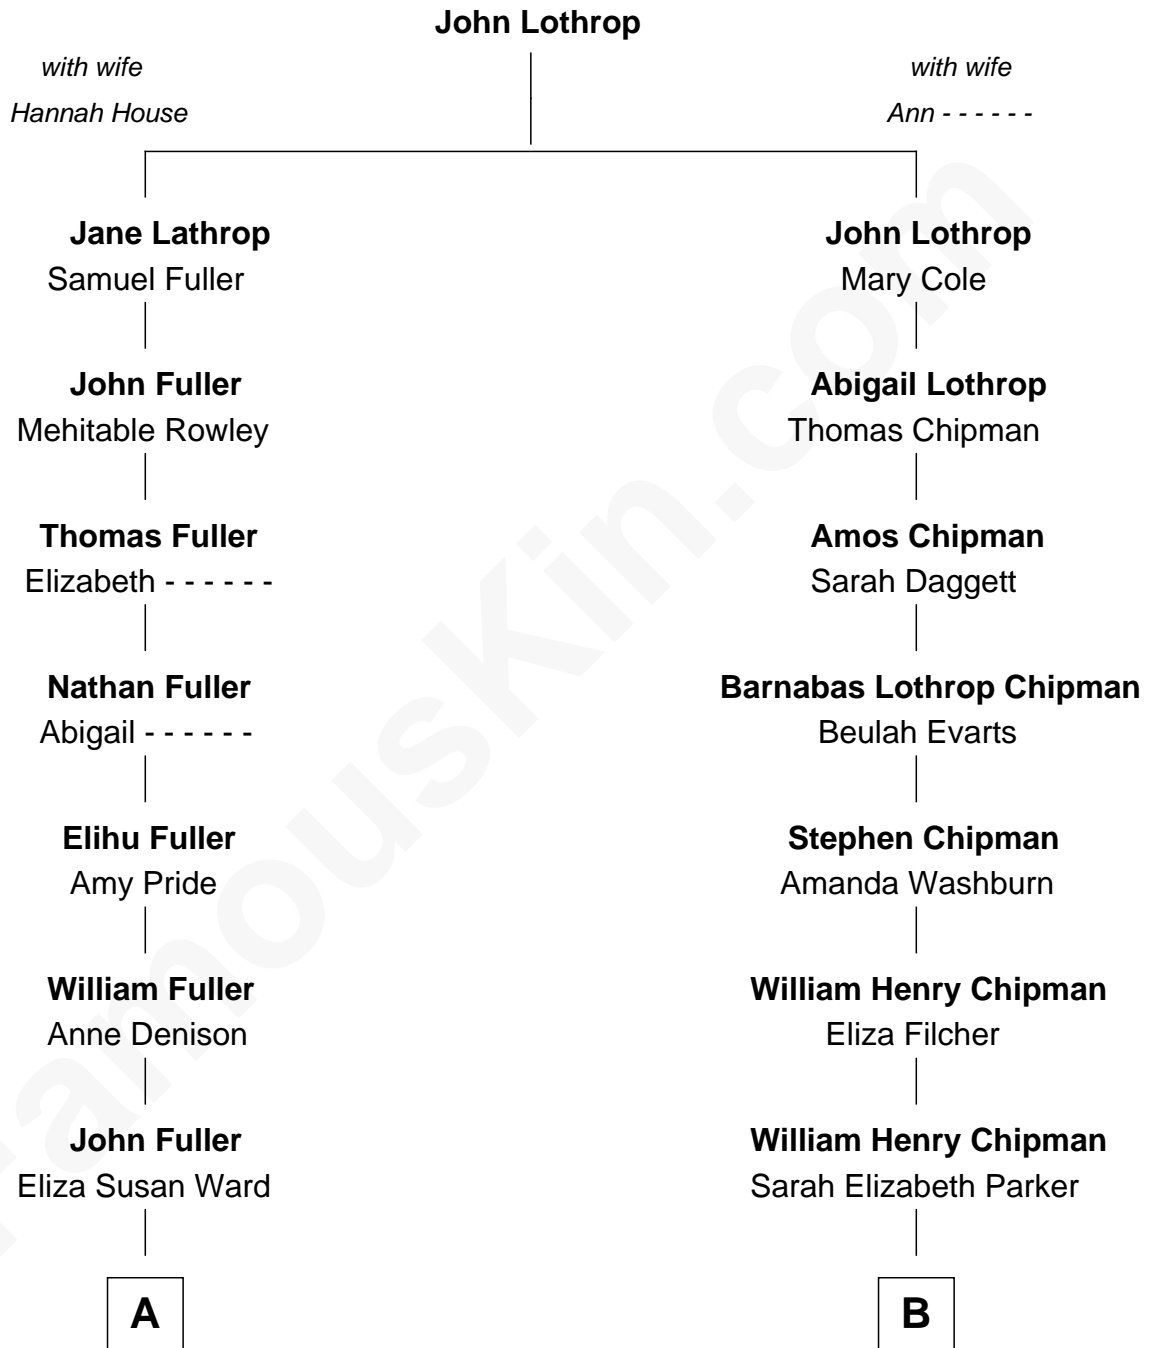 John Lothrop
with wife
Hannah House
with wife
Ann - - - - - -
Jane Lathrop
Samuel Fuller
John Lothrop
Mary Cole
John Fuller
Mehitable Rowley
Abigail Lothrop
Thomas Chipman
Thomas Fuller
Elizabeth - - - - - -
Amos Chipman
Sarah Daggett
Nathan Fuller
Abigail - - - - - -
Barnabas Lothrop Chipman
Beulah Evarts
Elihu Fuller
Amy Pride
Stephen Chipman
Amanda Washburn
William Fuller
Anne Denison
William Henry Chipman
Eliza Filcher
John Fuller
Eliza Susan Ward
William Henry Chipman
Sarah Elizabeth Parker
A
B
FamousKin.com